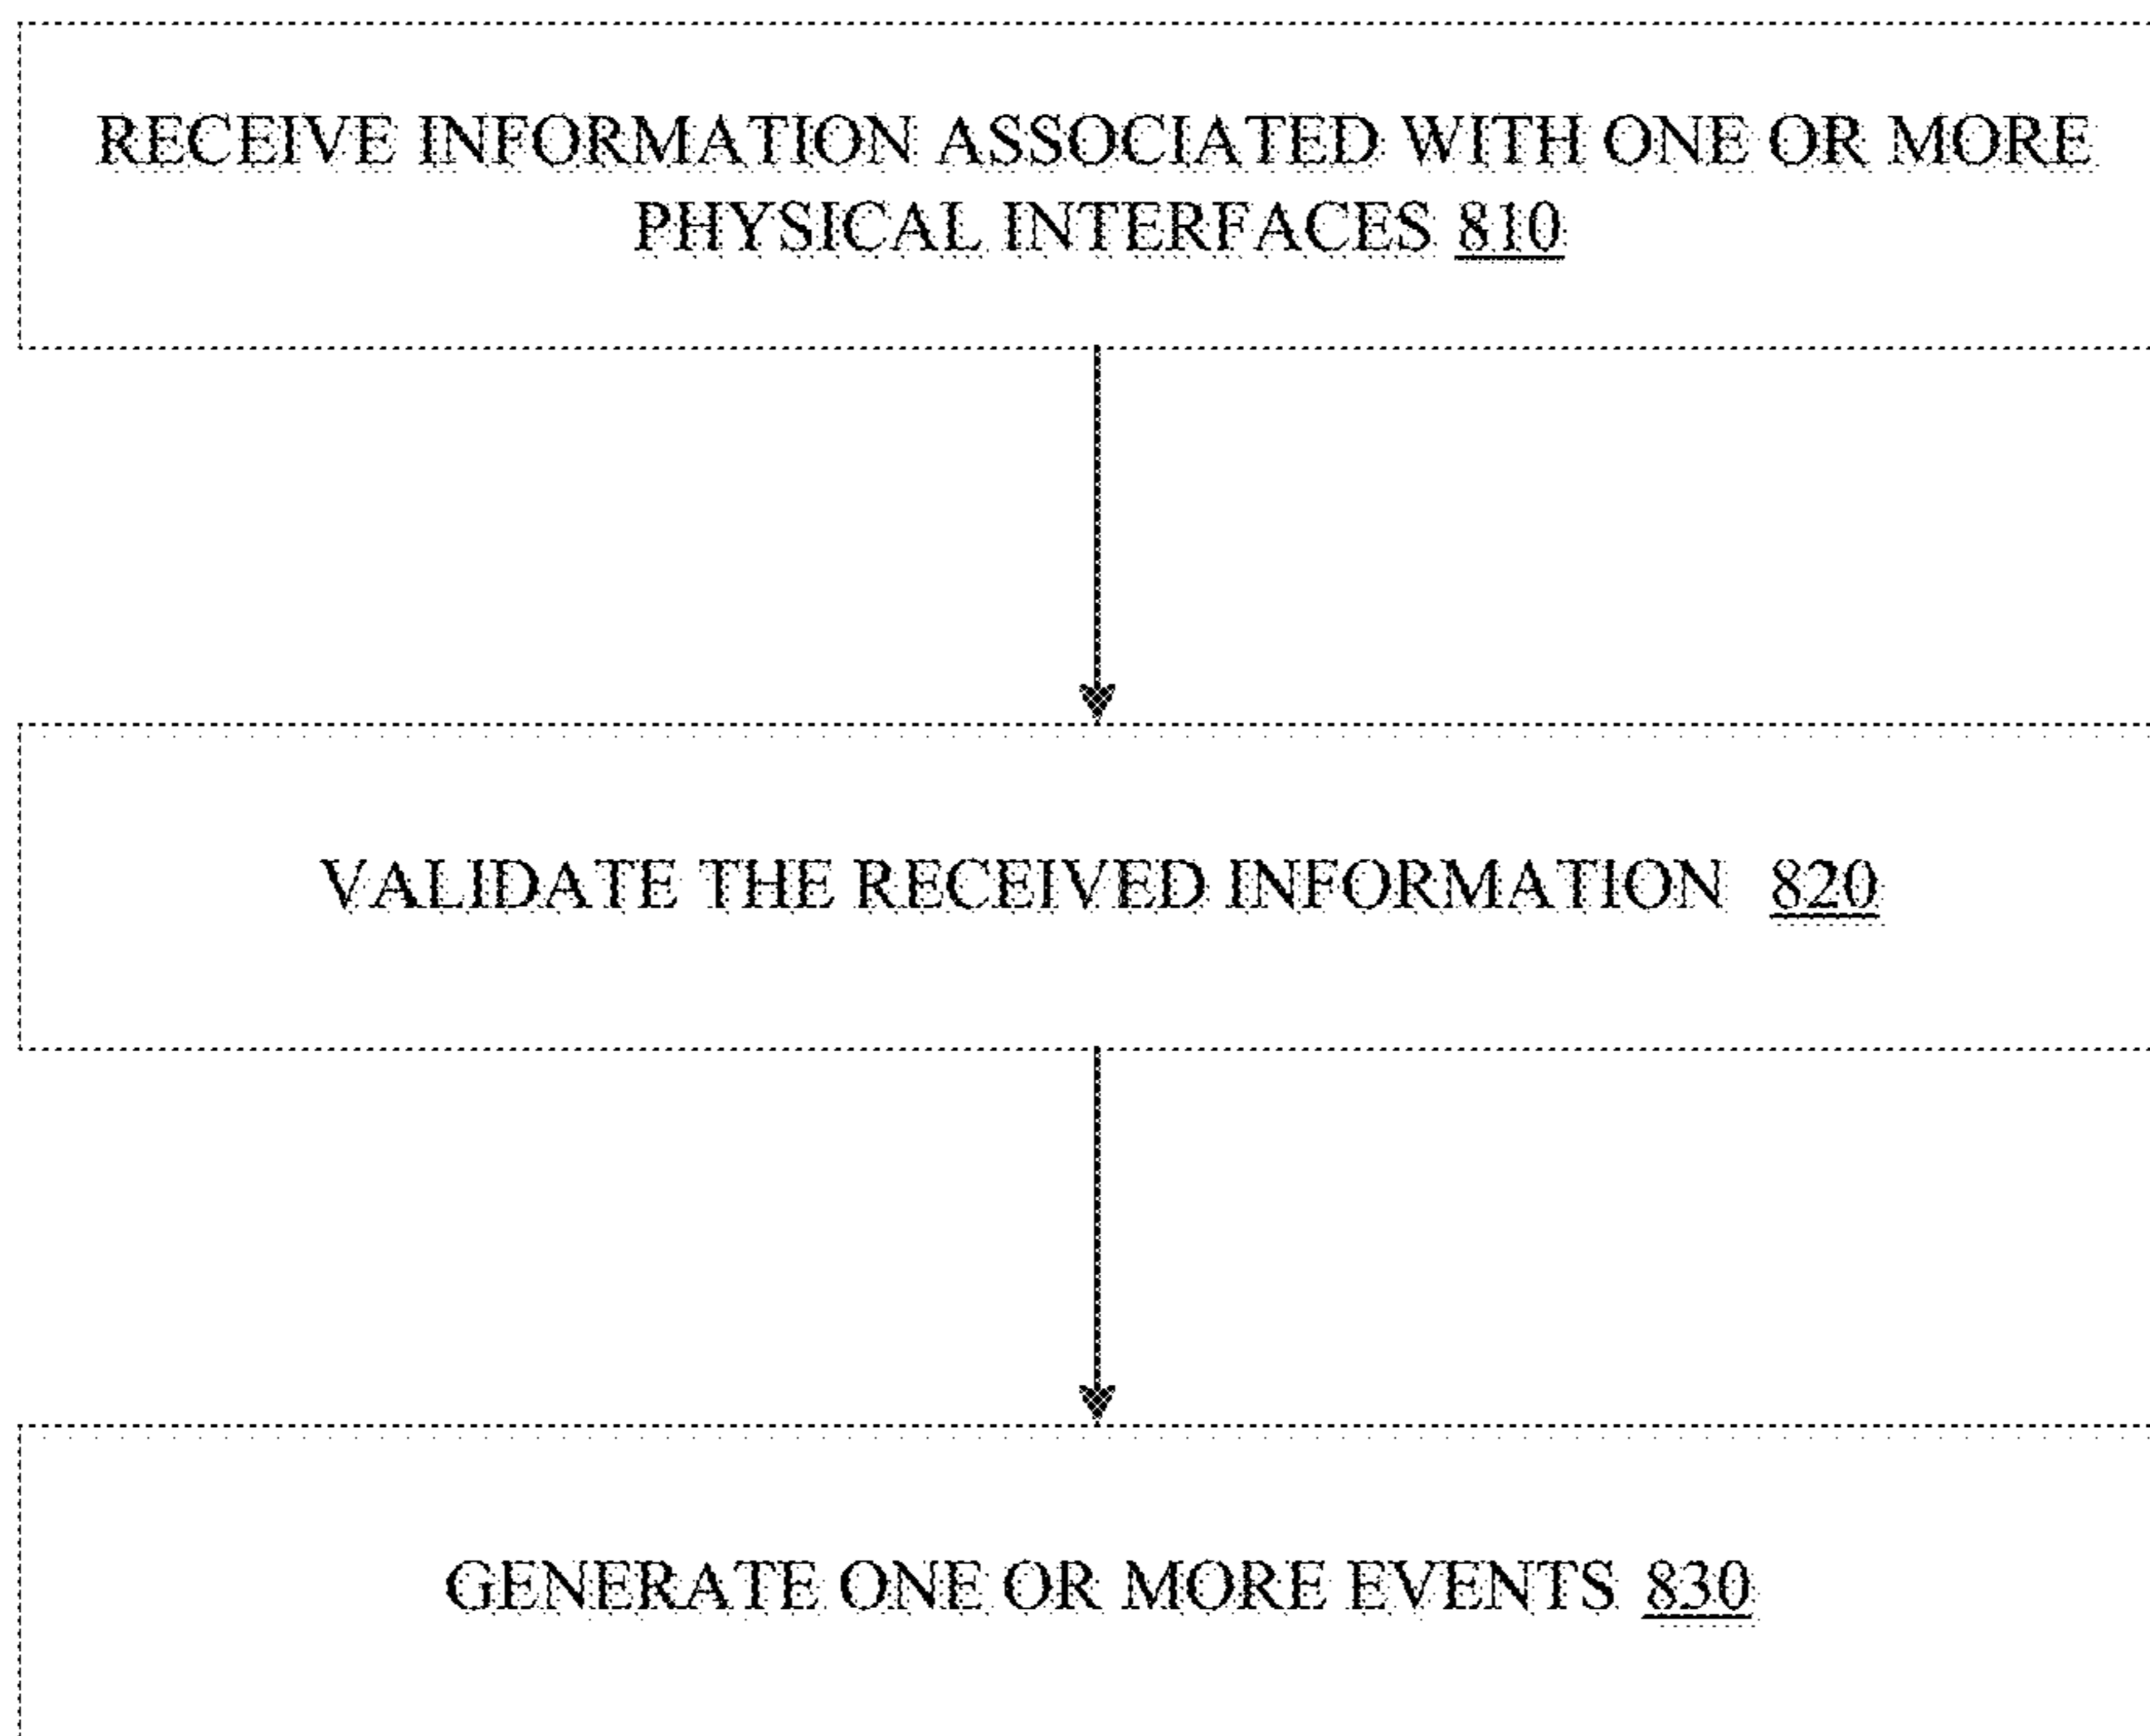 RECEIVE INFORMATION ASSOCIATED WITH ONE OR MORE
PHYSICAL INTERFACES 810
VALIDATE THE RECEIVED INFORMATION 820
GENERATE ONE OR MORE EVENTS 830